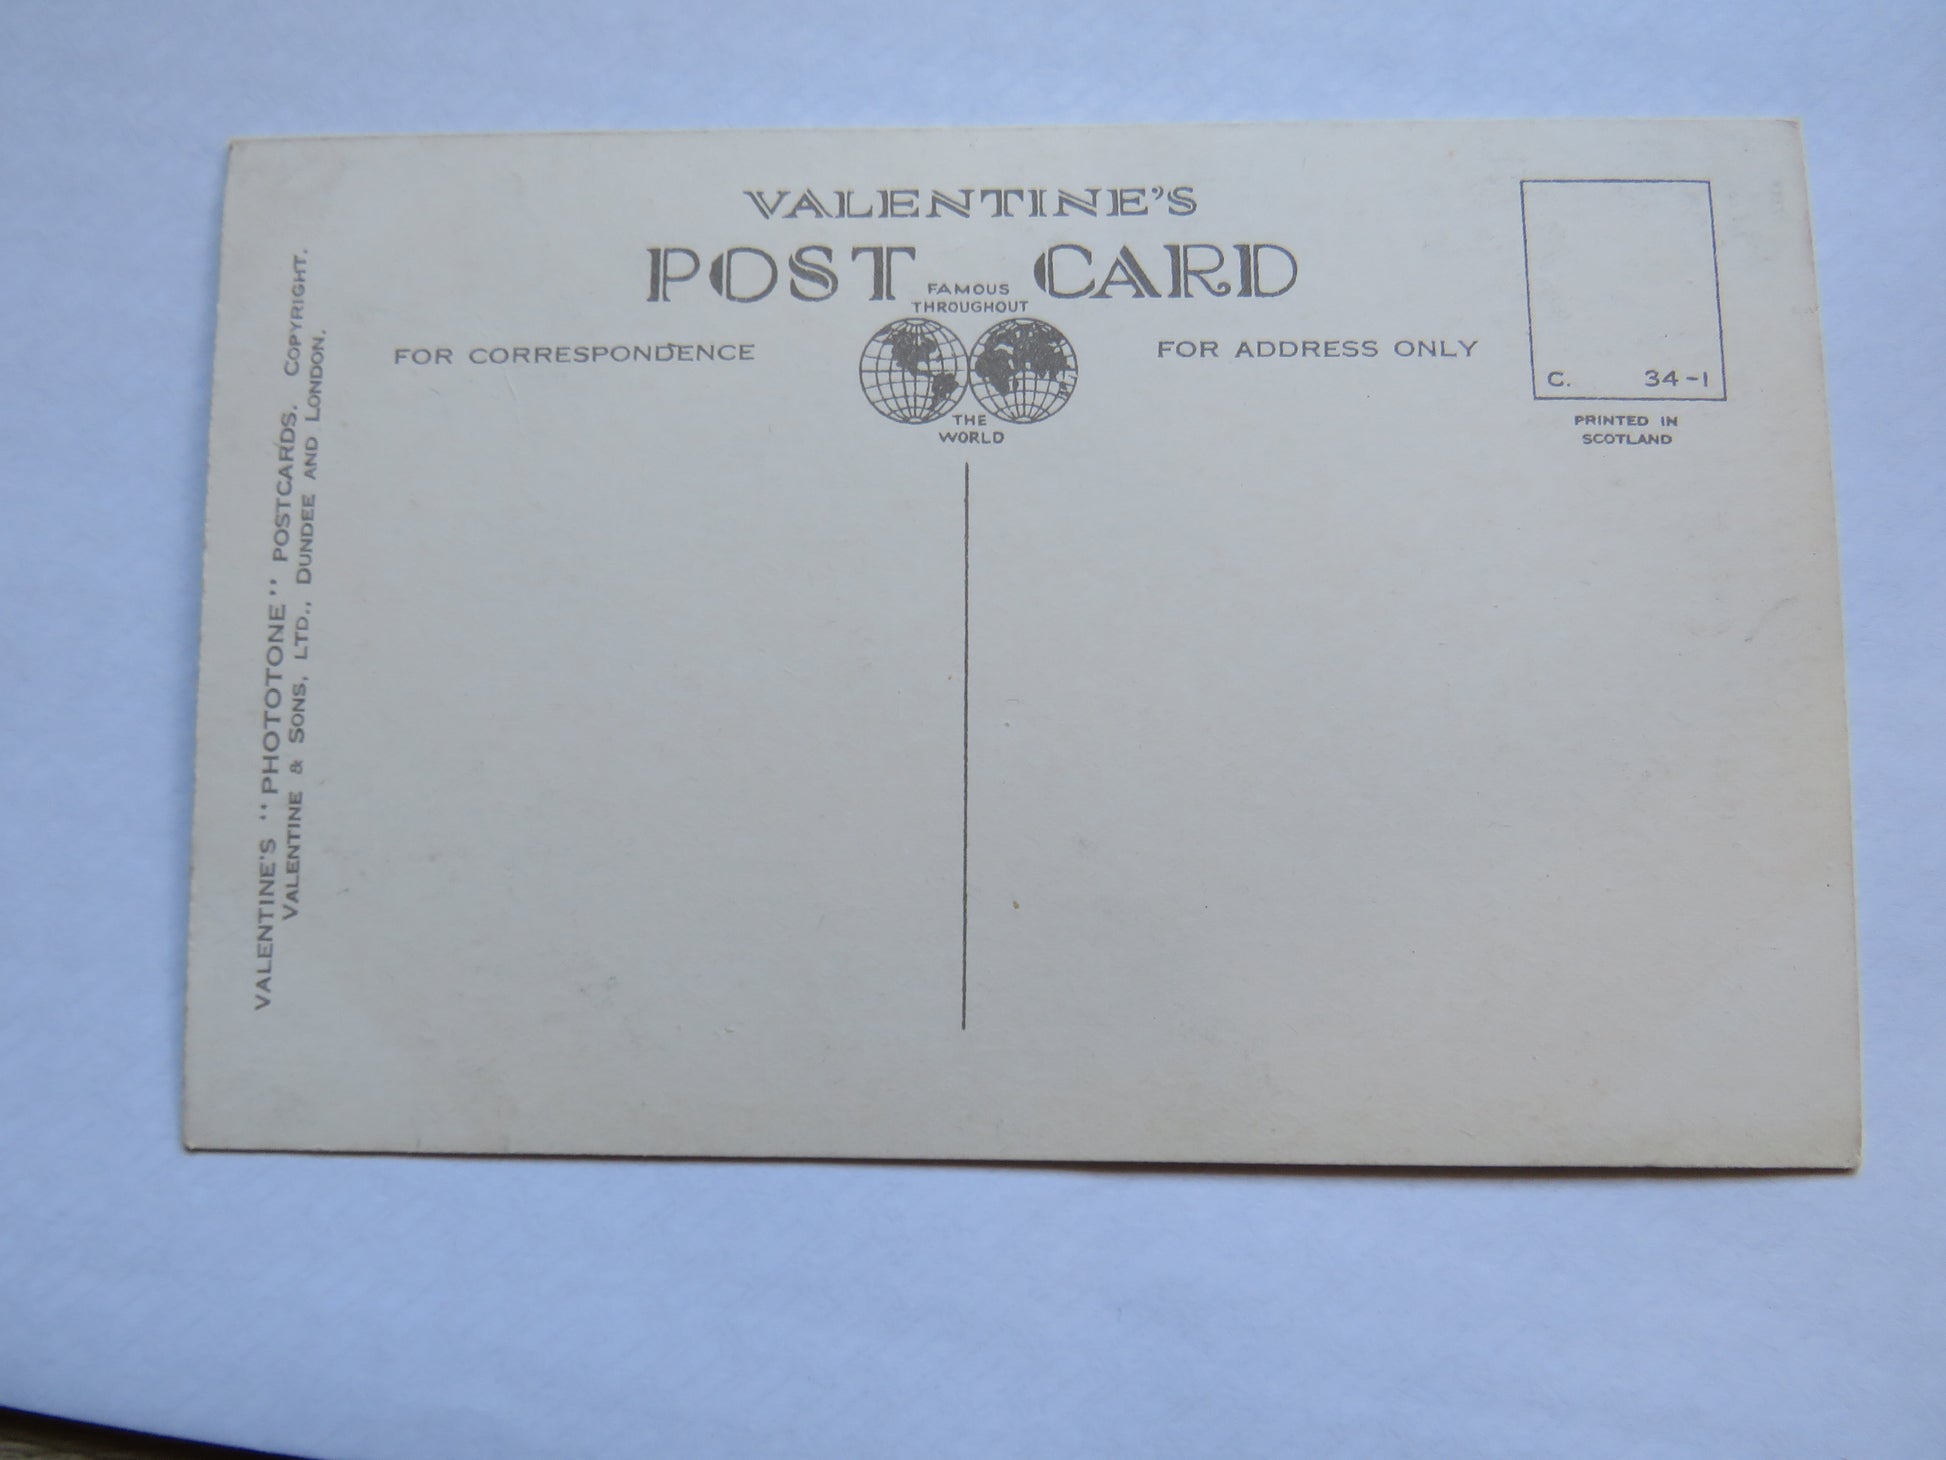 VALENTINE'S
POST CARD
FAMOUS
THROUGHOUT
THE
WORLD
FOR CORRESPONDENCE
FOR ADDRESS ONLY
C. 34-1
PRINTED IN
SCOTLAND
VALENTINE'S "PHOTOTONE" POSTCARDS. COPYRIGHT.
VALENTINE & SONS, LTD., DUNDEE AND LONDON.